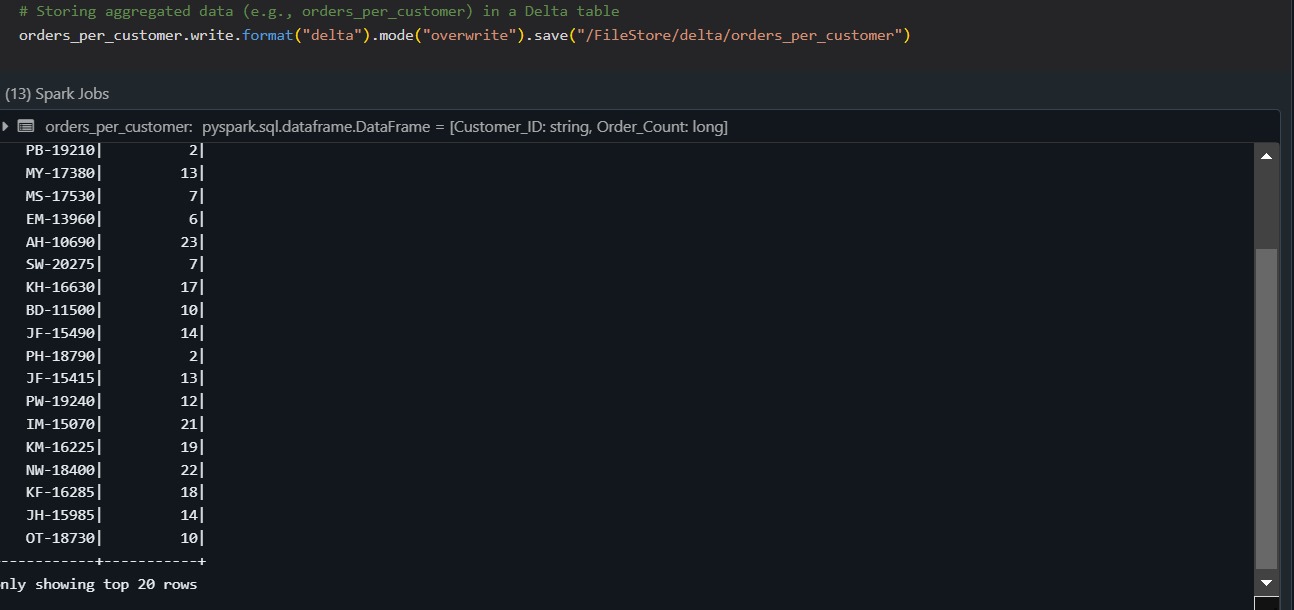 # Storing aggregated data (e.g., orders_per_customer) in a Delta table
orders_per_customer.write.format("delta").mode("overwrite").save("/FileStore/delta/orders_per_customer")
(13) Spark Jobs
orders_per_customer: pyspark.sql.dataframe.DataFrame = [Customer_ID: string, Order_Count: long]
PB-19210| 2|
MY-17380| 13|
MS-17530| 7|
EM-13960| 6|
AH-10690| 23|
SW-20275| 7|
KH-16630| 17|
BD-11500| 10|
JF-15490| 14|
PH-18790| 2|
JF-15415| 13|
PW-19240| 12|
IM-15070| 21|
KM-16225| 19|
NW-18400| 22|
KF-16285| 18|
JH-15985| 14|
OT-18730| 10|
-----------+-----------+
nly showing top 20 rows